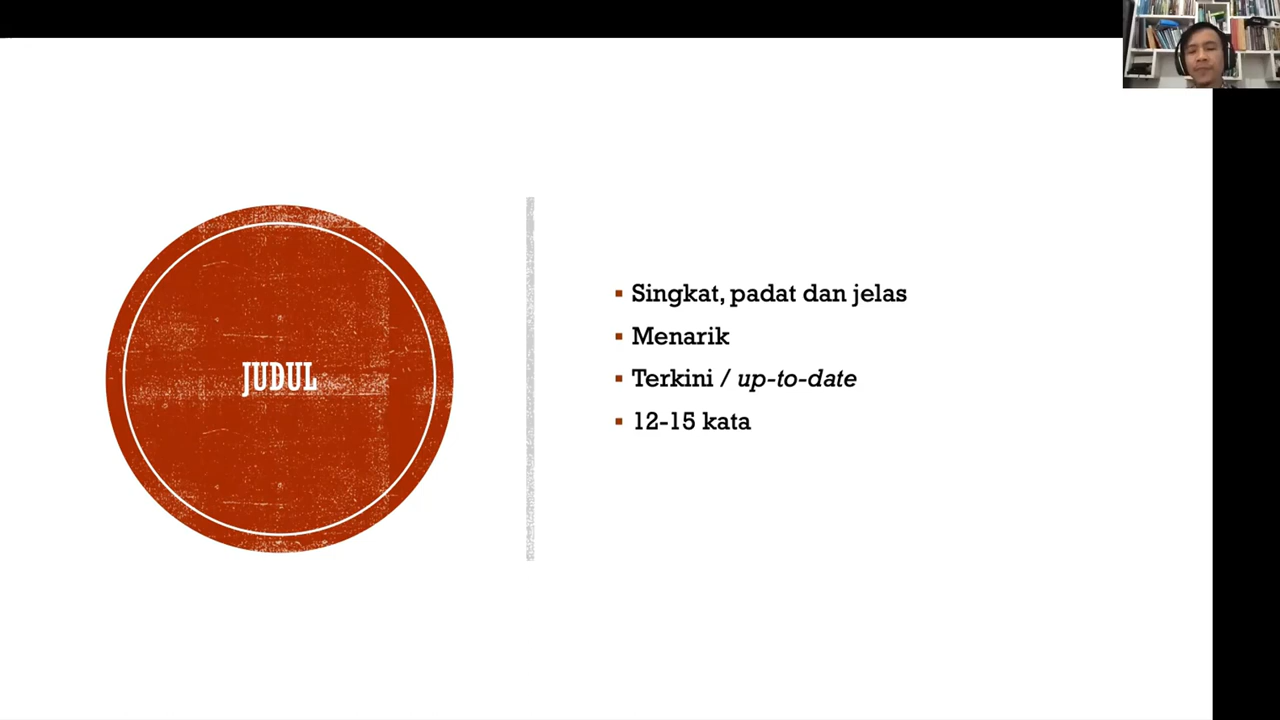 JUDUL
Singkat, padat dan jelas
Menarik
Terkini / up-to-date
12-15 kata